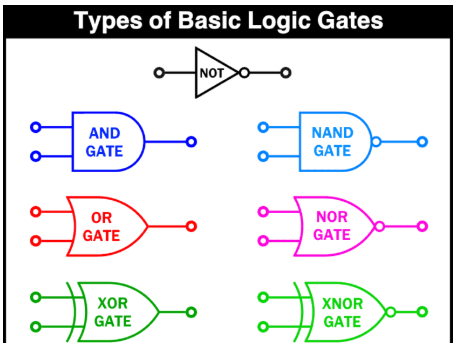 Types of Basic Logic Gates
NOT
AND
GATE
NAND
GATE
OR
GATE
NOR
GATE
XOR
GATE
XNOR
GATE